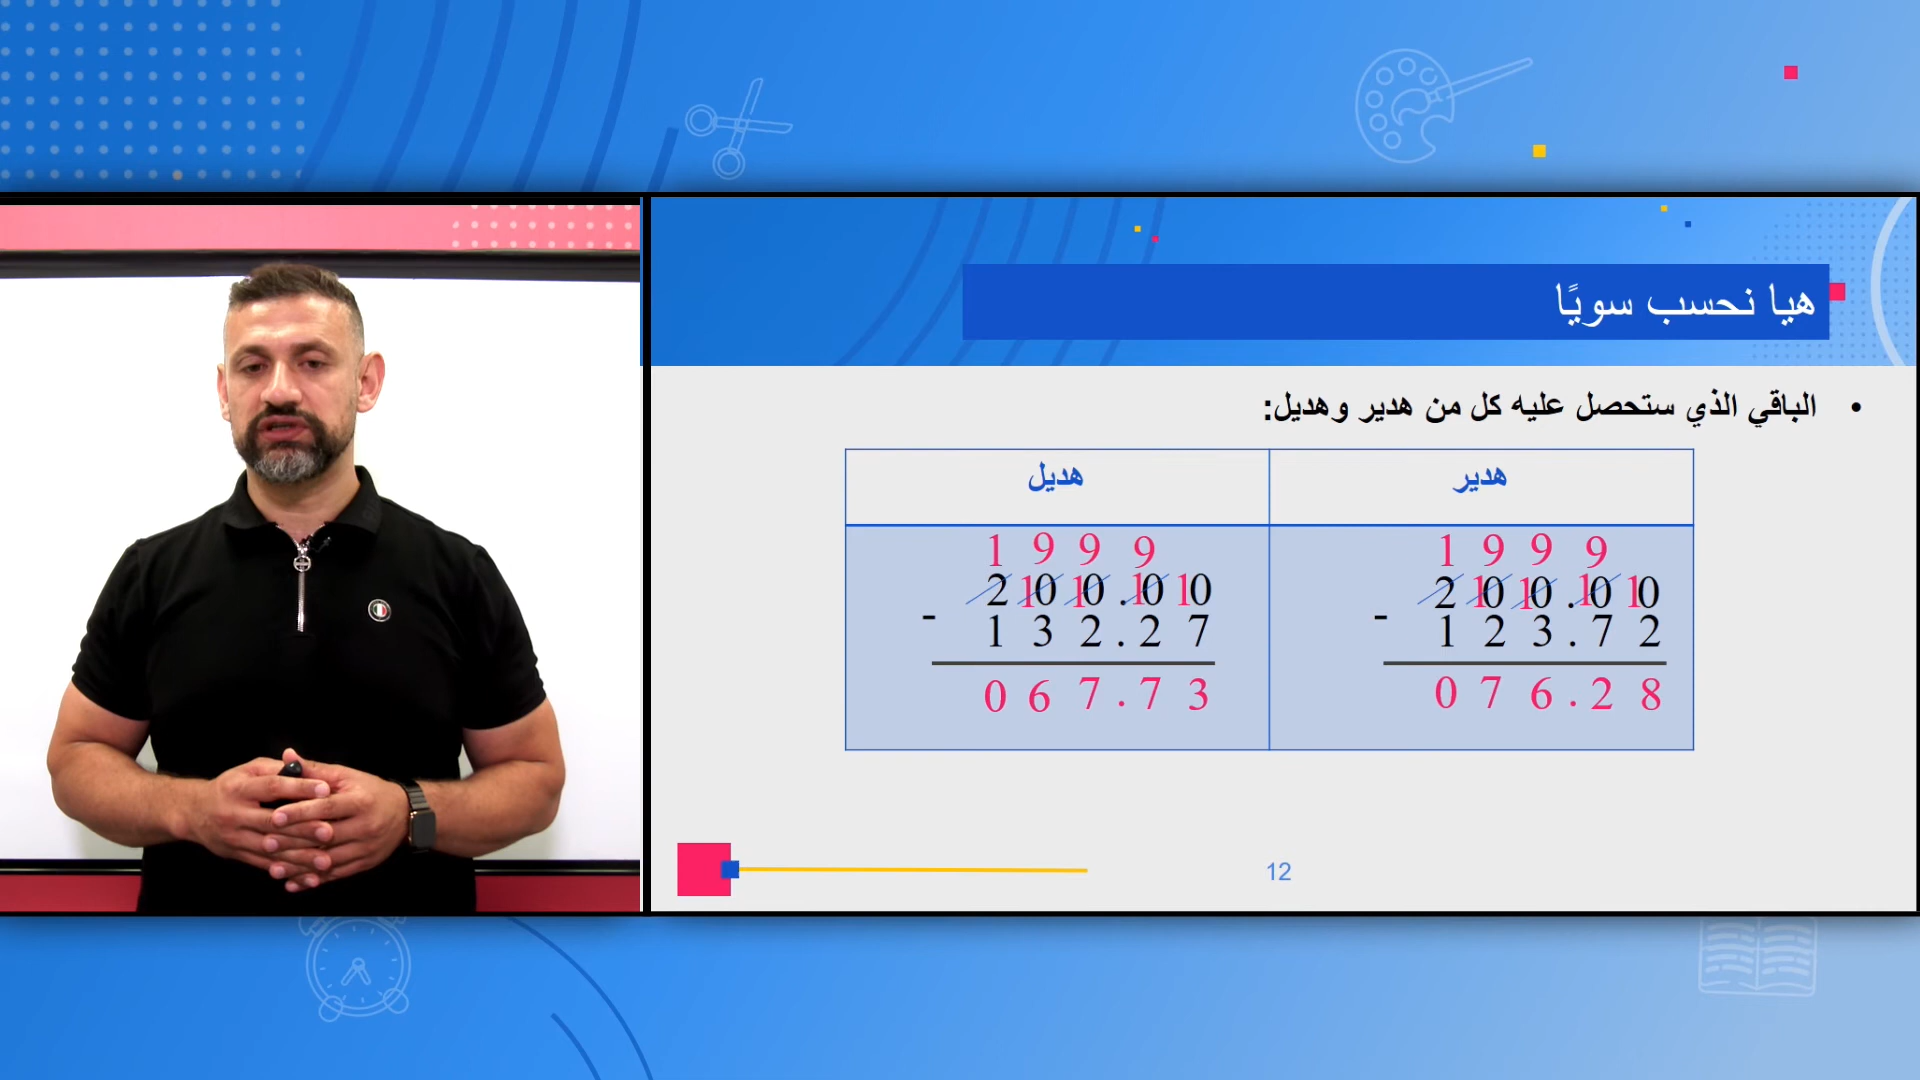 هيا نحسب سويًا
• الباقي الذي ستحصل عليه كل من هدير وهديل:
هدير
1 9 9 9
2 10 10 . 10 10
- 1 2 3 . 7 2
0 7 6 . 2 8
هديل
1 9 9 9
2 10 10 . 10 10
- 1 3 2 . 2 7
0 6 7 . 7 3
12